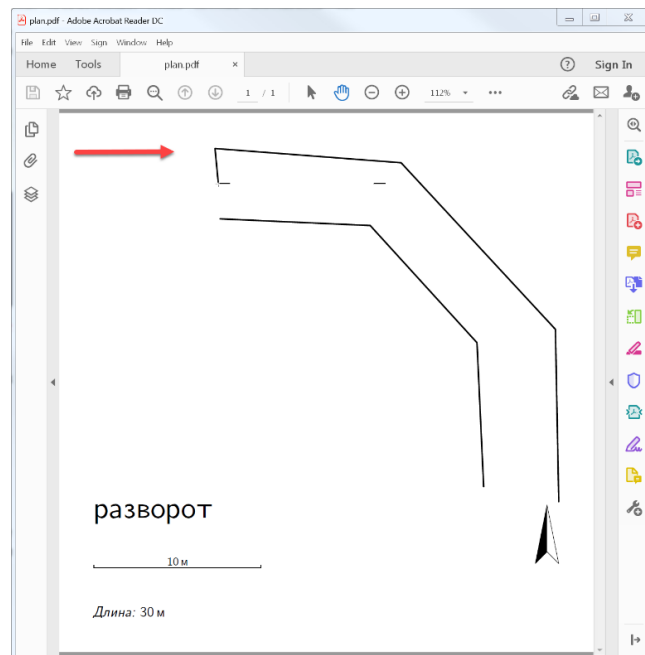 plan.pdf - Adobe Acrobat Reader DC
File Edit View Sign Window Help
Home Tools plan.pdf × ? Sign In
1 / 1 112%
разворот
10 м
Длина: 30 м